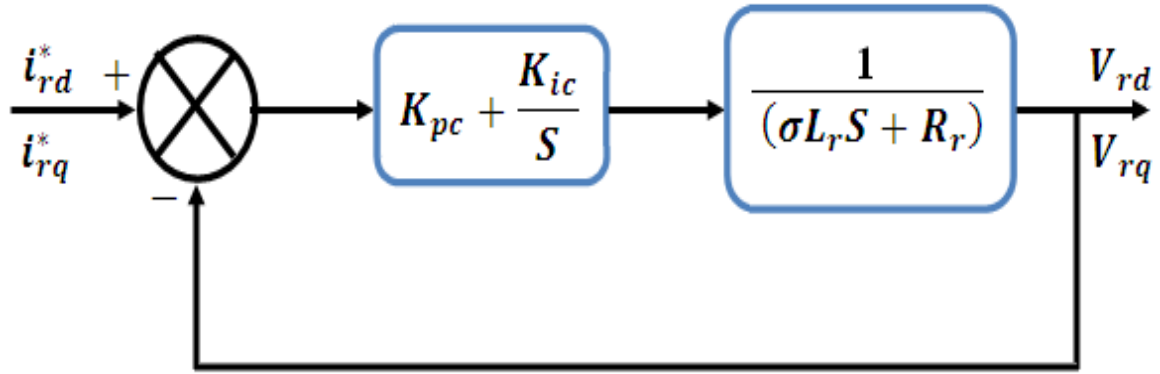 i*rd
+
i*rq
−
Kpc + Kic/S
1/(σLrS + Rr)
Vrd
Vrq